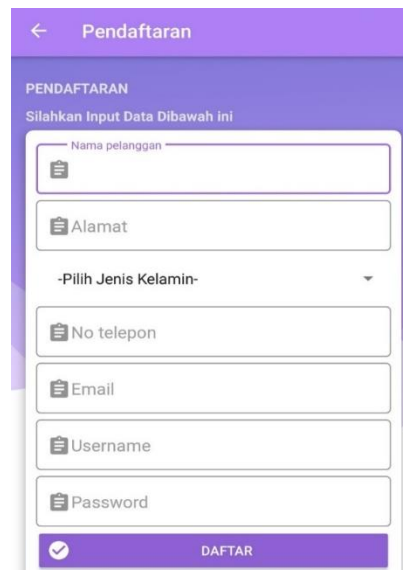 Pendaftaran
PENDAFTARAN
Silahkan Input Data Dibawah ini
Nama pelanggan
Alamat
-Pilih Jenis Kelamin-
No telepon
Email
Username
Password
DAFTAR